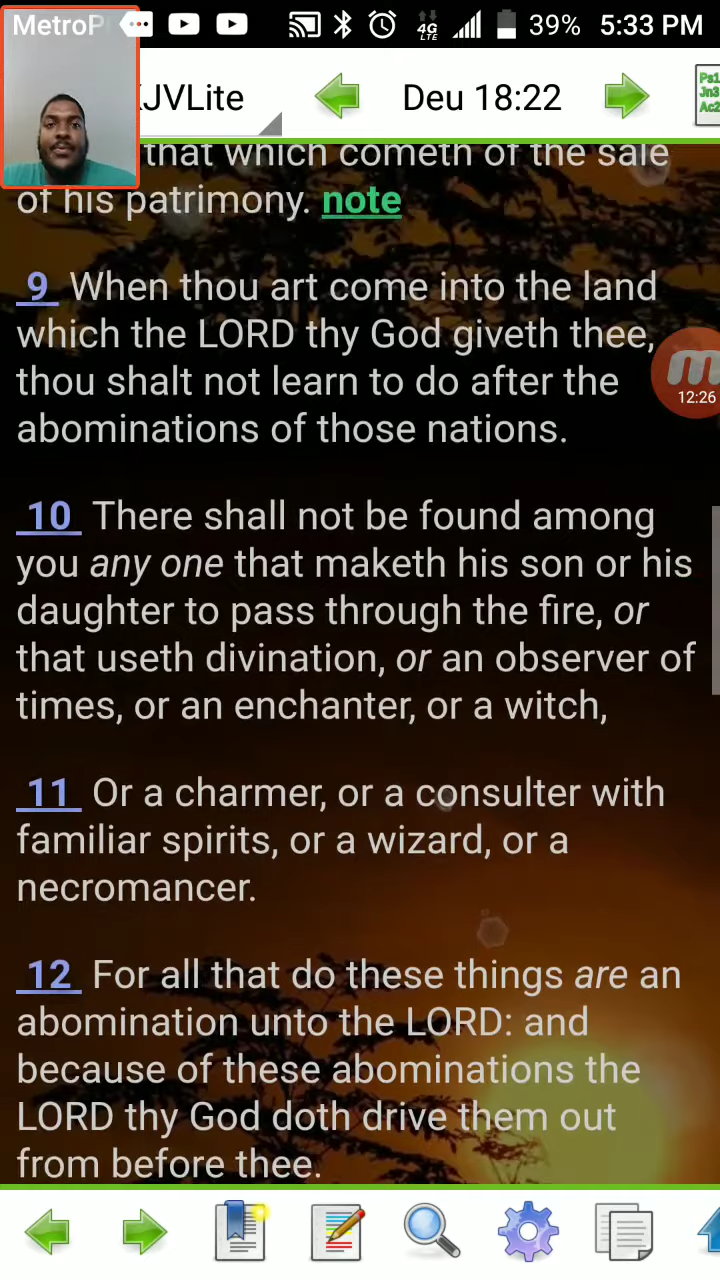 MetroP
39% 5:33 PM
4G
LTE
KJVLite
Deu 18:22
Ps1
Jn3
Ac2
that which cometh of the sale
of his patrimony. note
9 When thou art come into the land
which the LORD thy God giveth thee,
thou shalt not learn to do after the
abominations of those nations.
12:26
10 There shall not be found among
you any one that maketh his son or his
daughter to pass through the fire, or
that useth divination, or an observer of
times, or an enchanter, or a witch,
11 Or a charmer, or a consulter with
familiar spirits, or a wizard, or a
necromancer.
12 For all that do these things are an
abomination unto the LORD: and
because of these abominations the
LORD thy God doth drive them out
from before thee.